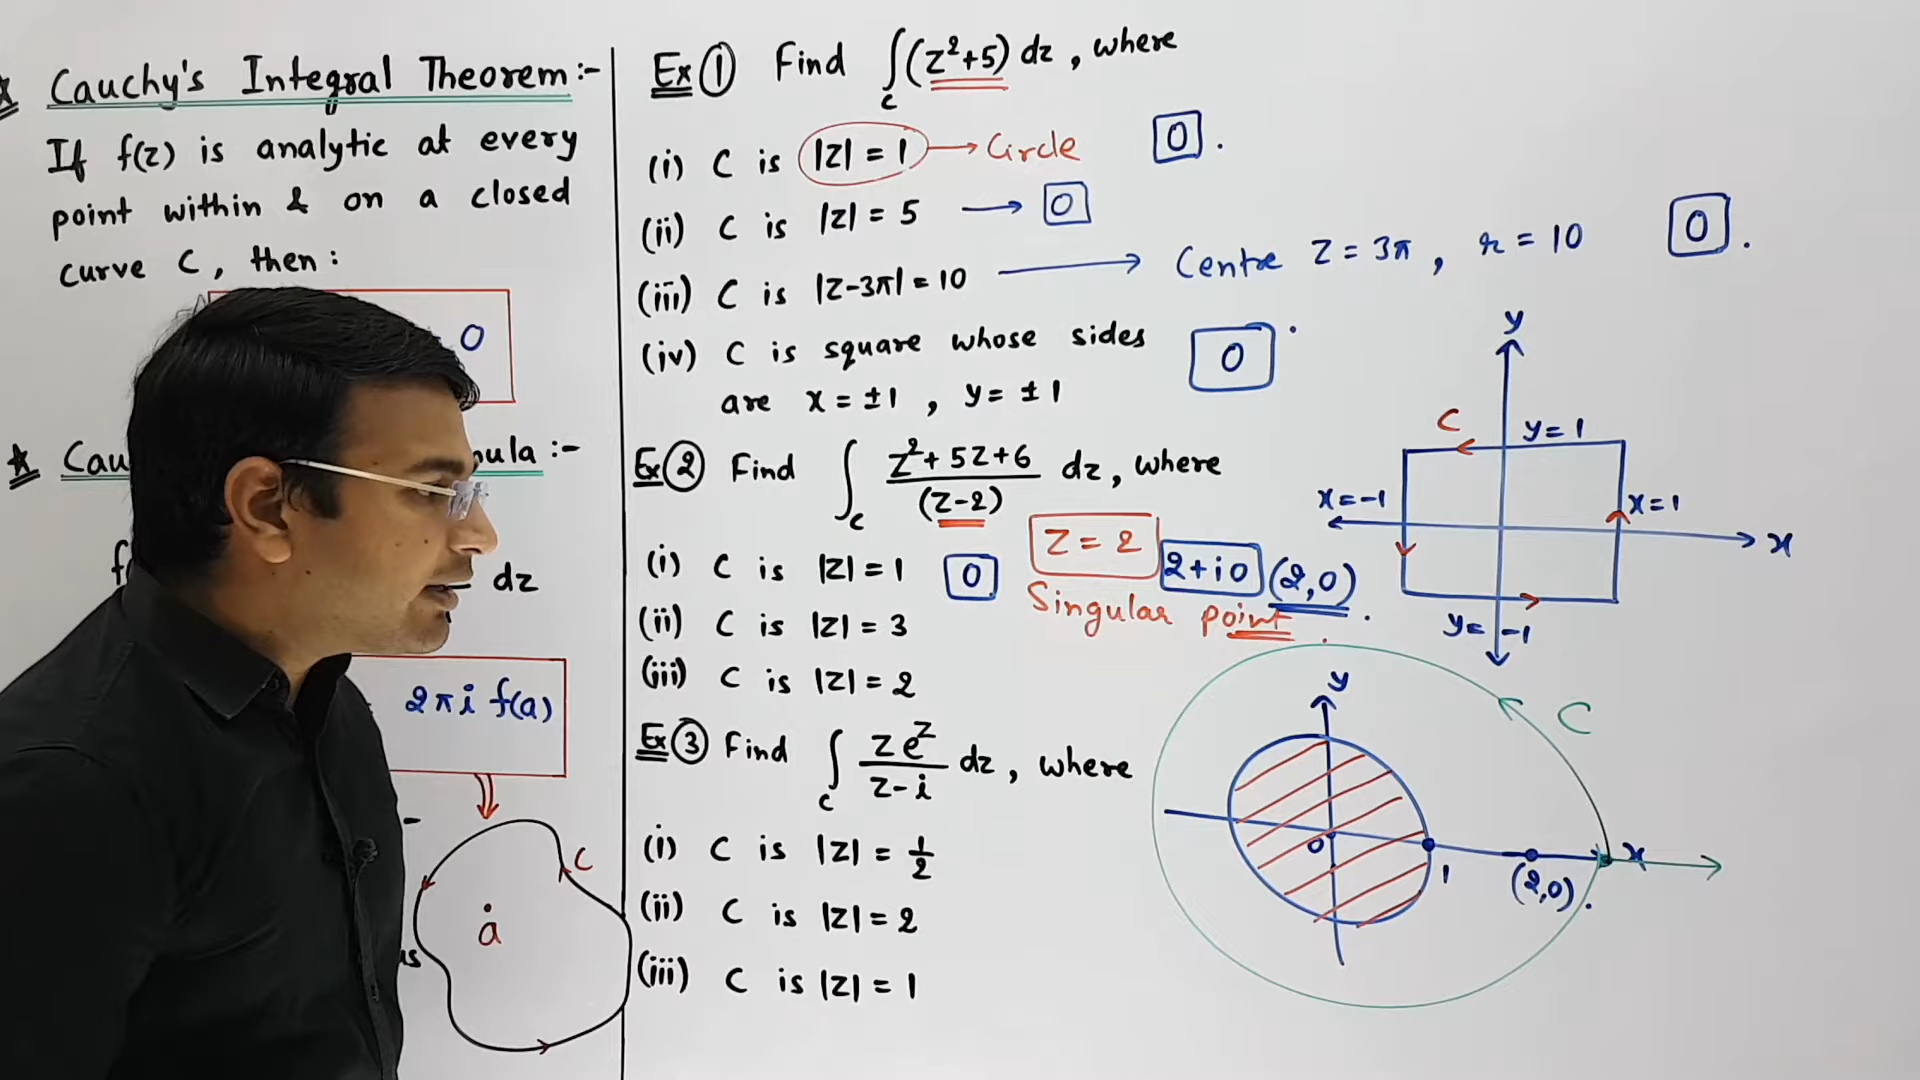 Cauchy's Integral Theorem :-
If f(z) is analytic at every
point within & on a closed
curve C, then :
0
:-
dz
2πi f(a)
C
a
Ex ① Find ∫_C (z²+5) dz, where
(i) C is |z| = 1 → Circle 0.
(ii) C is |z| = 5 → 0
(iii) C is |z-3π| = 10 → Centre z = 3π, r = 10 0.
(iv) C is square whose sides 0.
are x = ±1, y = ±1
y
C
y = 1
x = -1
x = 1
x
y = -1
Ex ② Find ∫_C (z²+5z+6)/(z-2) dz, where
z = 2 2+i0 (2,0).
Singular point.
(i) C is |z| = 1 0
(ii) C is |z| = 3
(iii) C is |z| = 2
Ex ③ Find ∫_C (z e^z)/(z-i) dz, where
(i) C is |z| = 1/2
(ii) C is |z| = 2
(iii) C is |z| = 1
y
C
0
1
(2,0).
x